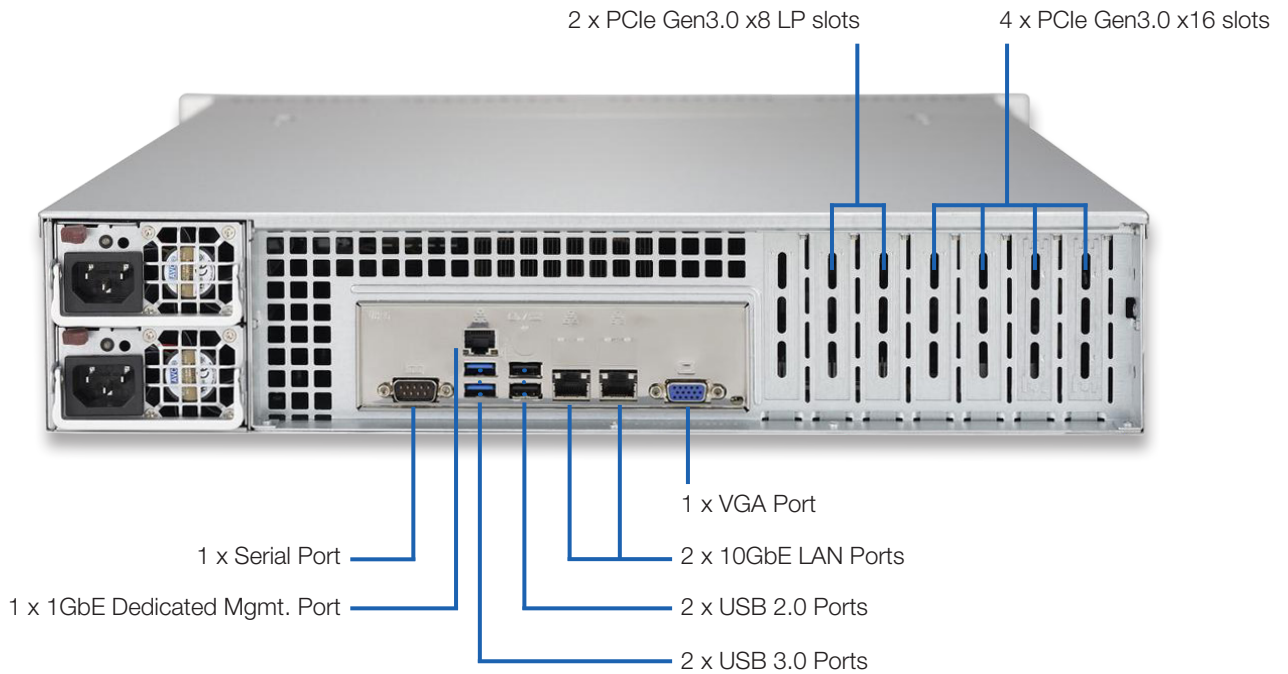 2 x PCIe Gen3.0 x8 LP slots
4 x PCIe Gen3.0 x16 slots
1 x VGA Port
1 x Serial Port
2 x 10GbE LAN Ports
1 x 1GbE Dedicated Mgmt. Port
2 x USB 2.0 Ports
2 x USB 3.0 Ports